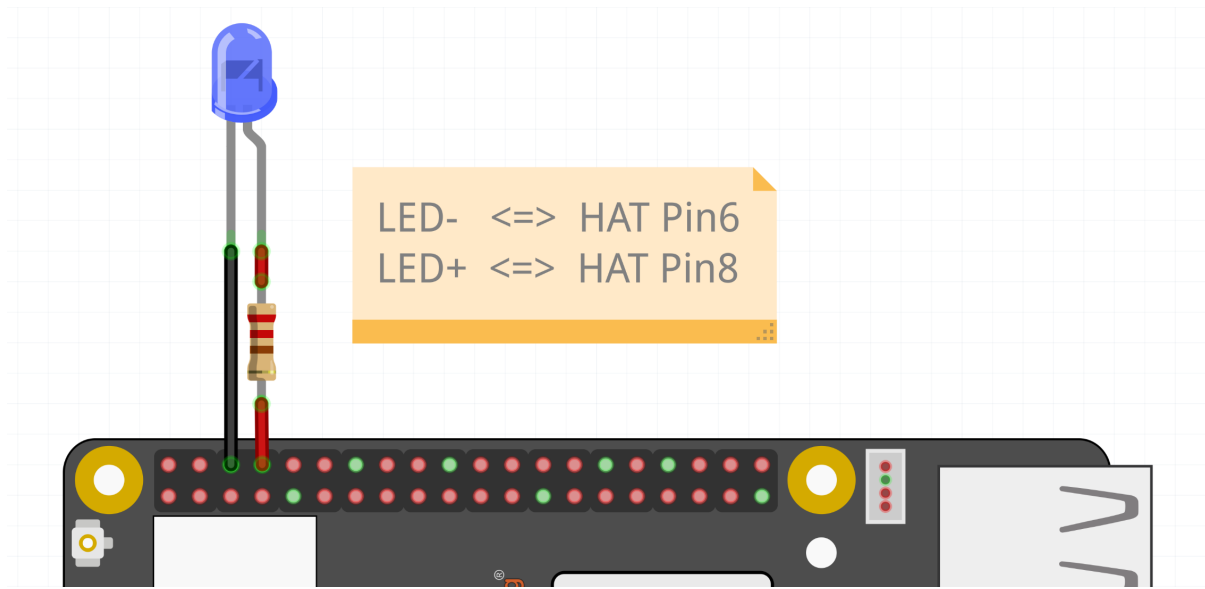 LED- <=> HAT Pin6
LED+ <=> HAT Pin8